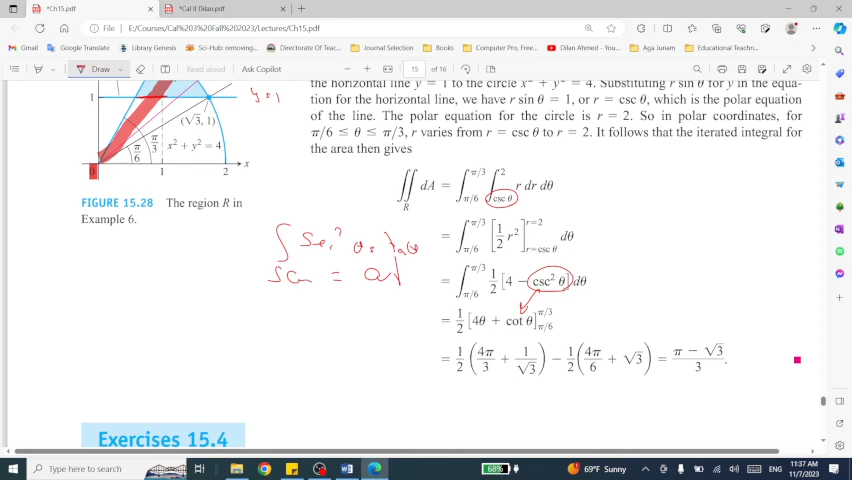 *Ch15.pdf
*Cal II Dilan.pdf
File
E:/Courses/Cal%203%20Fall%202023/Lectures/Ch15.pdf
Gmail
Google Translate
Library Genesis
Sci-Hub removing...
Directorate Of Teac...
Journal Selection
Books
Computer Pro, Free...
Dilan Ahmed - Goo...
Aga Junam
Educational Teachn...
Draw
Read aloud
Ask Copilot
15 of 16
the horizontal line y = 1 to the circle x² + y² = 4. Substituting r sin θ for y in the equa-
tion for the horizontal line, we have r sin θ = 1, or r = csc θ, which is the polar equation
of the line. The polar equation for the circle is r = 2. So in polar coordinates, for
π/6 ≤ θ ≤ π/3, r varies from r = csc θ to r = 2. It follows that the iterated integral for
the area then gives
1
y = 1
(√3, 1)
π/3
π/6
x² + y² = 4
0
1
2
x
FIGURE 15.28 The region R in
Example 6.
∬_R dA = ∫_{π/6}^{π/3} ∫_{csc θ}^{2} r dr dθ
= ∫_{π/6}^{π/3} [1/2 r²]_{r=csc θ}^{r=2} dθ
= ∫_{π/6}^{π/3} 1/2 [4 − csc² θ] dθ
= 1/2 [4θ + cot θ]_{π/6}^{π/3}
= 1/2 (4π/3 + 1/√3) − 1/2 (4π/6 + √3) = (π − √3)/3.
Exercises 15.4
Type here to search
68%
69°F Sunny
11:37 AM
11/7/2023